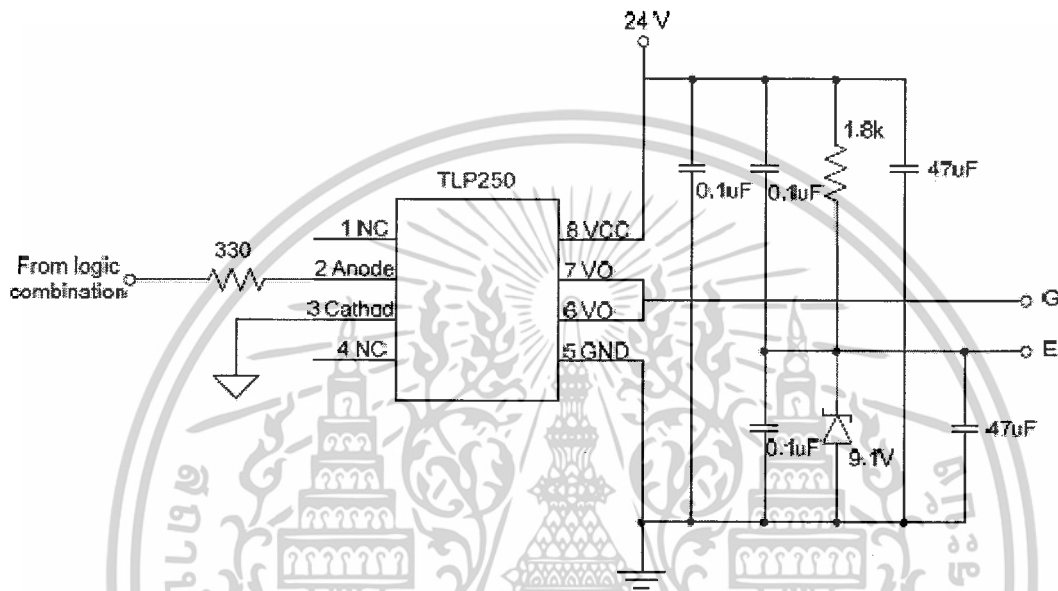 24 V
1.8k
TLP250
0.1uF
0.1uF
47uF
1 NC
8 VCC
330
From logic
combination
2 Anode
7 VO
3 Cathod
6 VO
G
4 NC
5 GND
E
0.1uF
9.1V
47uF